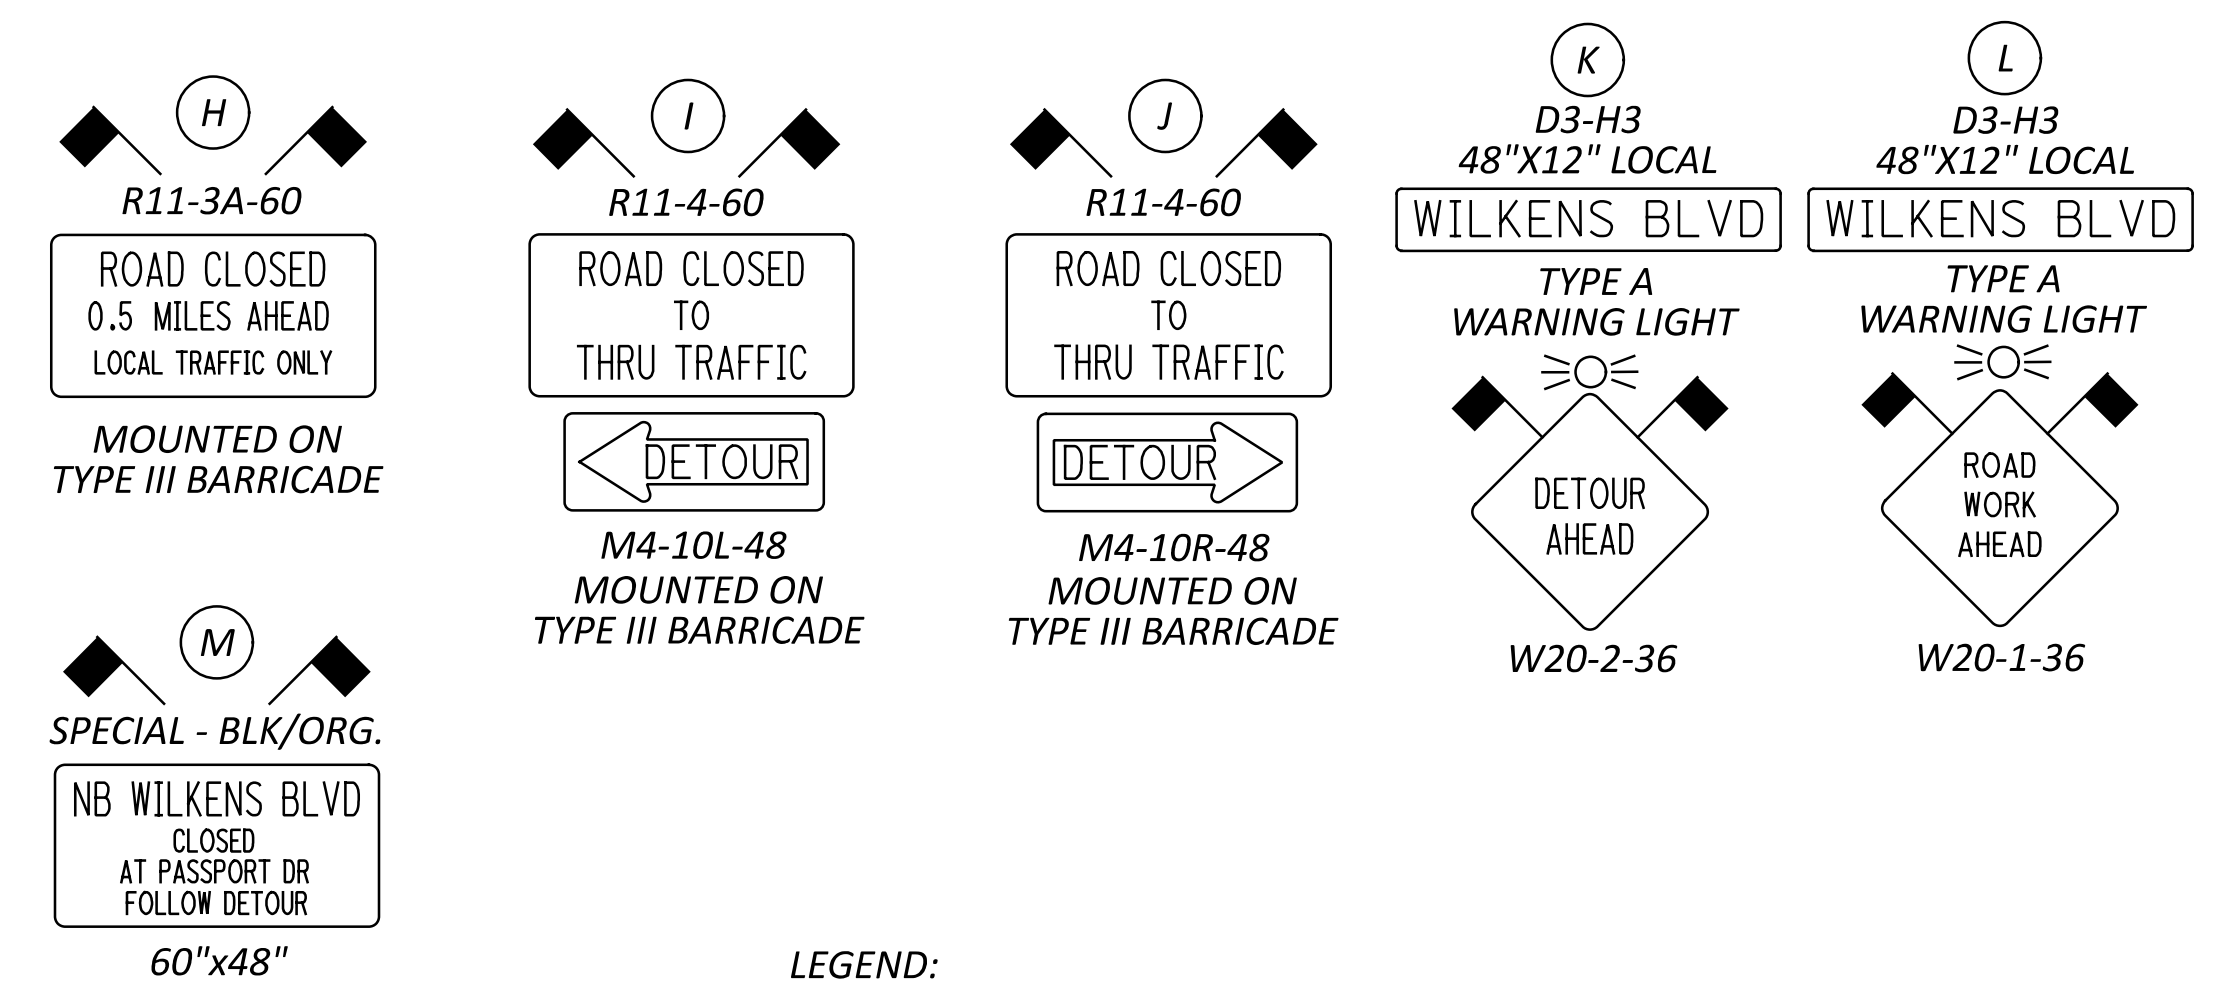 H
R11-3A-60
ROAD CLOSED
0.5 MILES AHEAD
LOCAL TRAFFIC ONLY
MOUNTED ON
TYPE III BARRICADE
I
R11-4-60
ROAD CLOSED
TO
THRU TRAFFIC
DETOUR
M4-10L-48
MOUNTED ON
TYPE III BARRICADE
J
R11-4-60
ROAD CLOSED
TO
THRU TRAFFIC
DETOUR
M4-10R-48
MOUNTED ON
TYPE III BARRICADE
K
D3-H3
48"X12" LOCAL
WILKENS BLVD
TYPE A
WARNING LIGHT
DETOUR
AHEAD
W20-2-36
L
D3-H3
48"X12" LOCAL
WILKENS BLVD
TYPE A
WARNING LIGHT
ROAD
WORK
AHEAD
W20-1-36
M
SPECIAL - BLK/ORG.
NB WILKENS BLVD
CLOSED
AT PASSPORT DR
FOLLOW DETOUR
60"x48"
LEGEND: